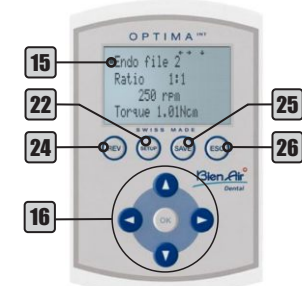 OPTIMA INT
15
Endo file 2
Ratio 1:1
250 rpm
Torque 1.01Ncm
22
25
SWISS MADE
24
REV
SETUP
SAVE
ESC
26
Bien Air
Dental
16
OK